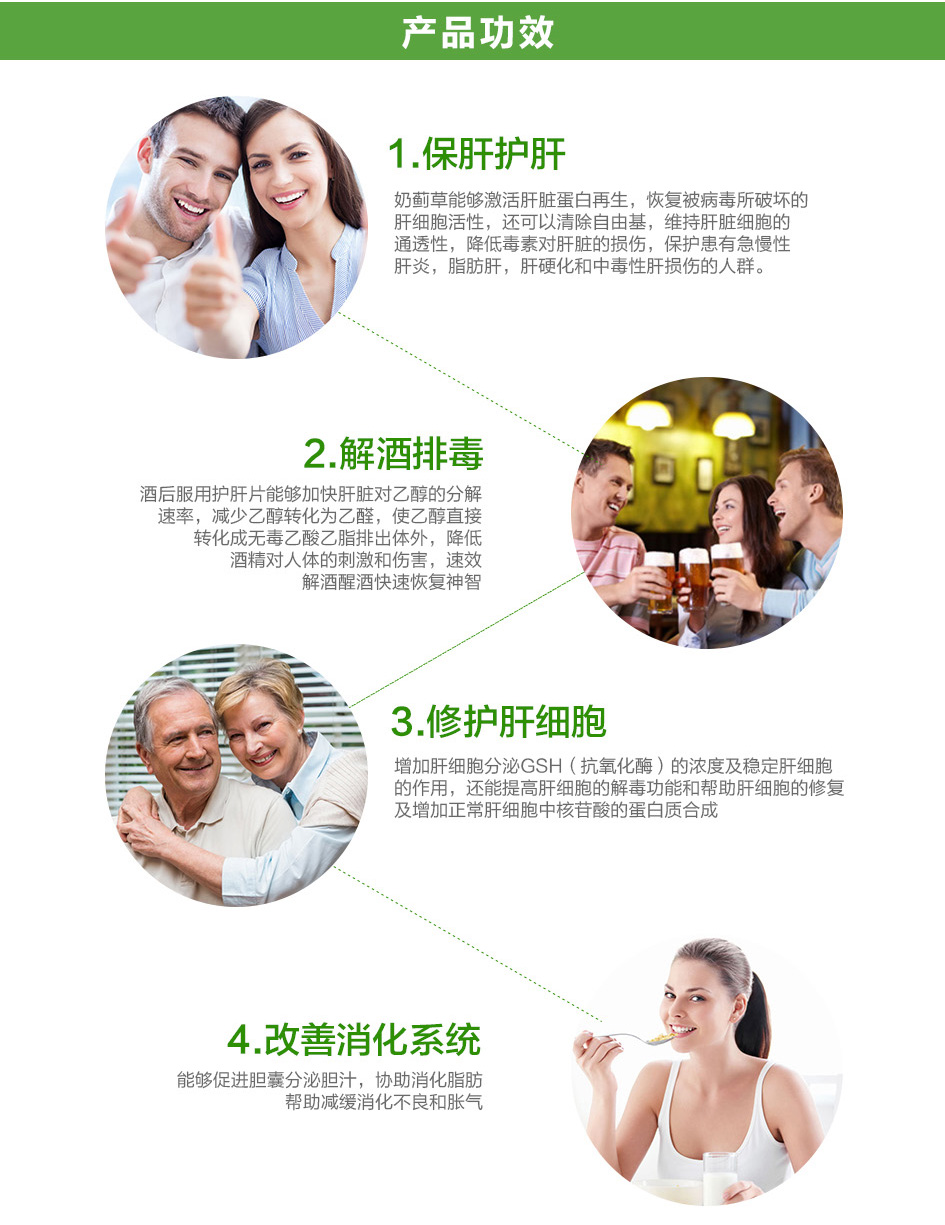 产品功效
1.保肝护肝
奶蓟草能够激活肝脏蛋白再生，恢复被病毒所破坏的
肝细胞活性，还可以清除自由基，维持肝脏细胞的
通透性，降低毒素对肝脏的损伤，保护患有急慢性
肝炎，脂肪肝，肝硬化和中毒性肝损伤的人群。
2.解酒排毒
酒后服用护肝片能够加快肝脏对乙醇的分解
速率，减少乙醇转化为乙醛，使乙醇直接
转化成无毒乙酸乙脂排出体外，降低
酒精对人体的刺激和伤害，速效
解酒醒酒快速恢复神智
3.修护肝细胞
增加肝细胞分泌GSH（抗氧化酶）的浓度及稳定肝细胞
的作用，还能提高肝细胞的解毒功能和帮助肝细胞的修复
及增加正常肝细胞中核苷酸的蛋白质合成
4.改善消化系统
能够促进胆囊分泌胆汁，协助消化脂肪
帮助减缓消化不良和胀气